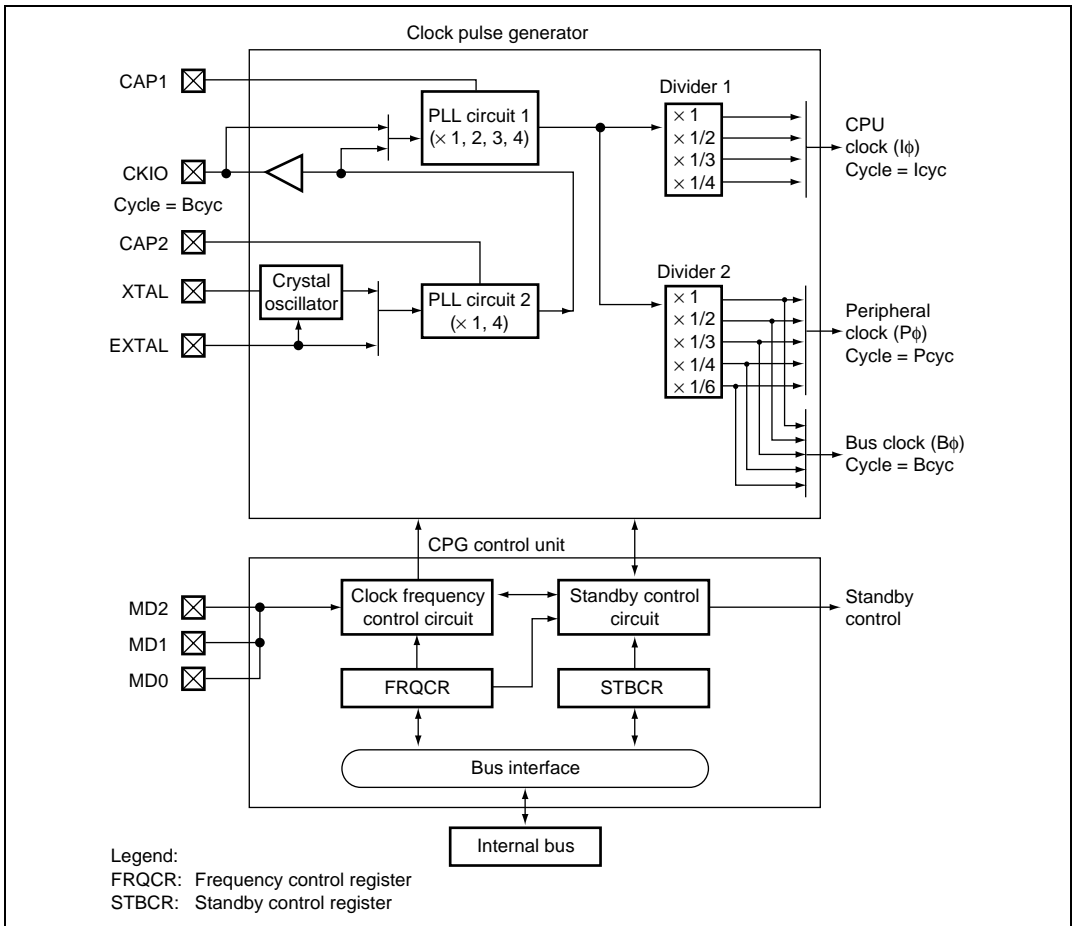 Clock pulse generator
CAP1
PLL circuit 1
(× 1, 2, 3, 4)
Divider 1
× 1
× 1/2
× 1/3
× 1/4
CPU
clock (Iϕ)
Cycle = Icyc
CKIO
Cycle = Bcyc
CAP2
XTAL
Crystal
oscillator
EXTAL
PLL circuit 2
(× 1, 4)
Divider 2
× 1
× 1/2
× 1/3
× 1/4
× 1/6
Peripheral
clock (Pϕ)
Cycle = Pcyc
Bus clock (Bϕ)
Cycle = Bcyc
CPG control unit
MD2
MD1
MD0
Clock frequency
control circuit
Standby control
circuit
Standby
control
FRQCR
STBCR
Bus interface
Internal bus
Legend:
FRQCR: Frequency control register
STBCR: Standby control register